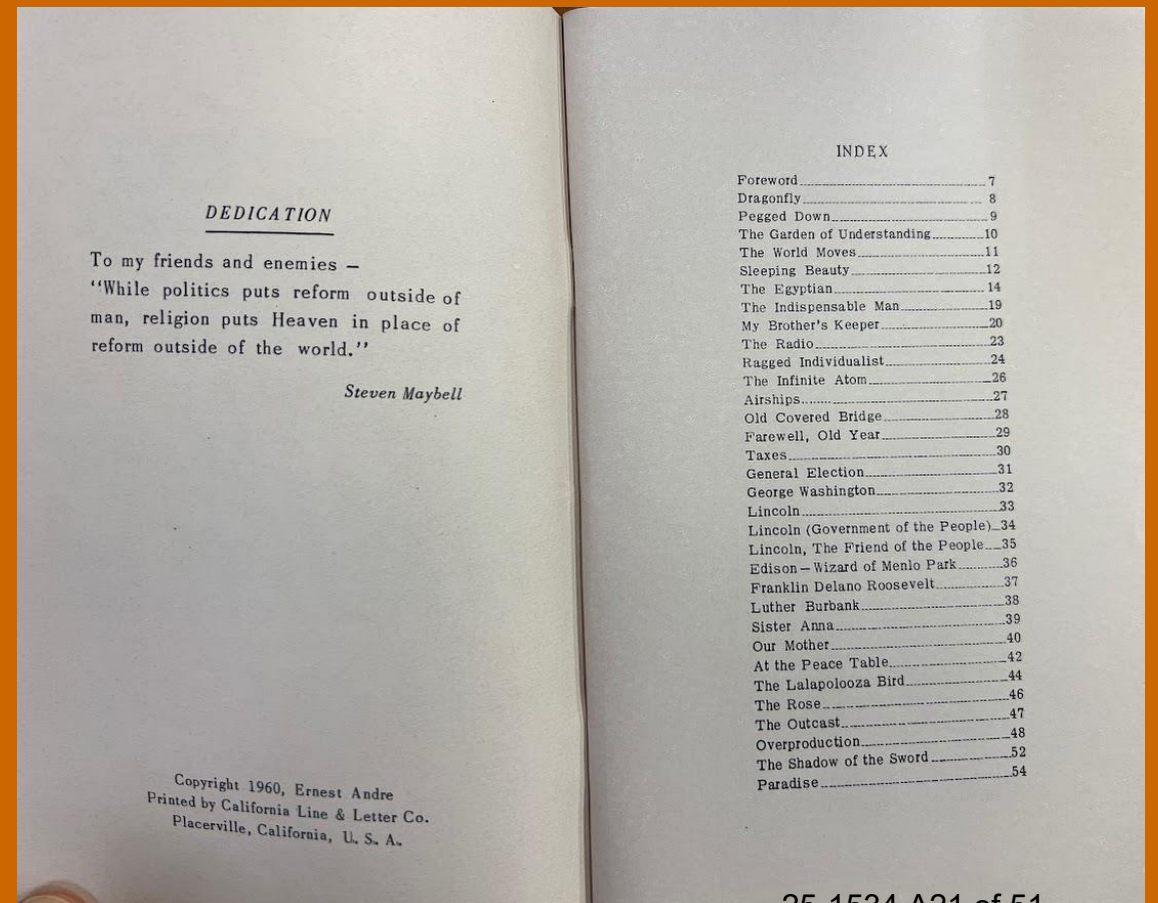 DEDICATION
To my friends and enemies —
"While politics puts reform outside of
man, religion puts Heaven in place of
reform outside of the world."
Steven Maybell
Copyright 1960, Ernest Andre
Printed by California Line & Letter Co.
Placerville, California, U. S. A.
INDEX
Foreword 7
Dragonfly 8
Pegged Down 9
The Garden of Understanding 10
The World Moves 11
Sleeping Beauty 12
The Egyptian 14
The Indispensable Man 19
My Brother's Keeper 20
The Radio 23
Ragged Individualist 24
The Infinite Atom 26
Airships 27
Old Covered Bridge 28
Farewell, Old Year 29
Taxes 30
General Election 31
George Washington 32
Lincoln 33
Lincoln (Government of the People) 34
Lincoln, The Friend of the People 35
Edison — Wizard of Menlo Park 36
Franklin Delano Roosevelt 37
Luther Burbank 38
Sister Anna 39
Our Mother 40
At the Peace Table 42
The Lalapolooza Bird 44
The Rose 46
The Outcast 47
Overproduction 48
The Shadow of the Sword 52
Paradise 54
25-1534 A21 of 51